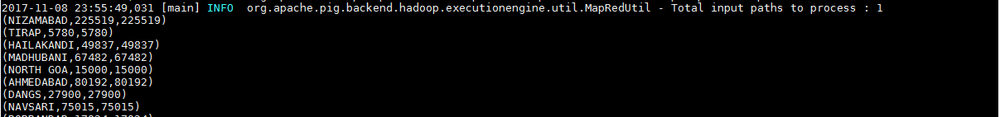 2017-11-08 23:55:49,031 [main] INFO  org.apache.pig.backend.hadoop.executionengine.util.MapRedUtil - Total input paths to process : 1
(NIZAMABAD,225519,225519)
(TIRAP,5780,5780)
(HAILAKANDI,49837,49837)
(MADHUBANI,67482,67482)
(NORTH GOA,15000,15000)
(AHMEDABAD,80192,80192)
(DANGS,27900,27900)
(NAVSARI,75015,75015)